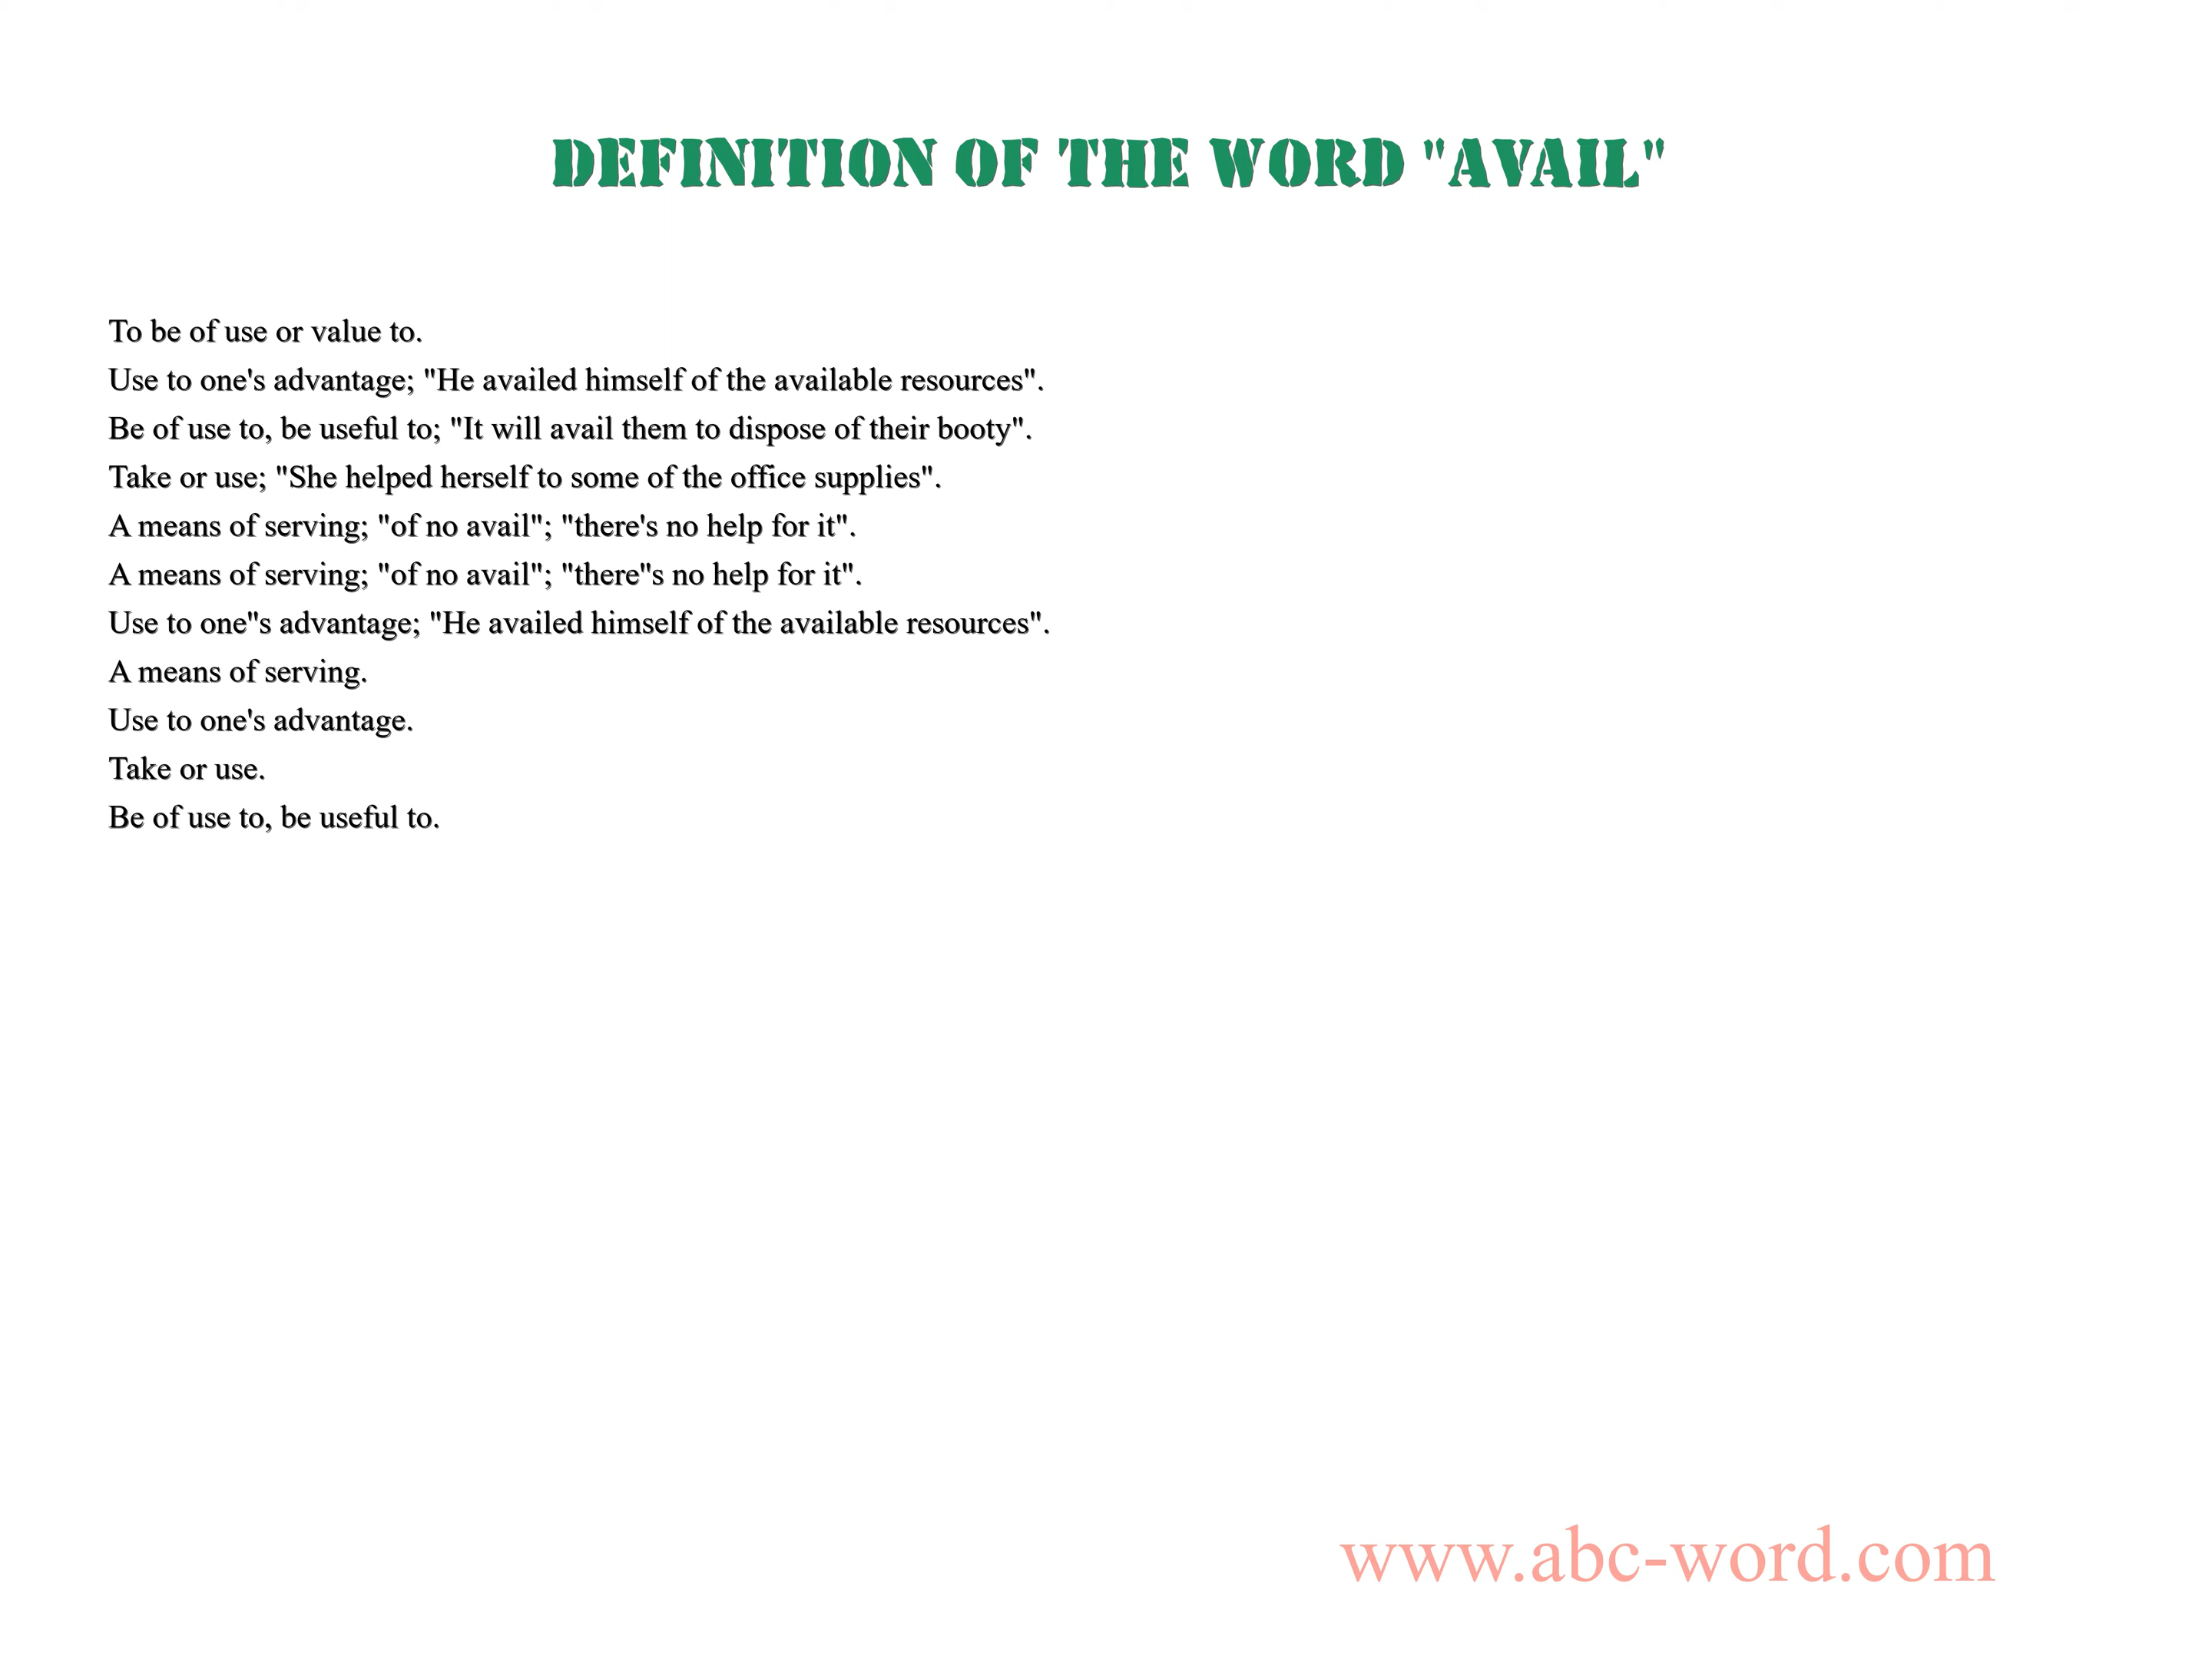 DEFINITION OF THE WORD "AVAIL"
To be of use or value to.
Use to one's advantage; "He availed himself of the available resources".
Be of use to, be useful to; "It will avail them to dispose of their booty".
Take or use; "She helped herself to some of the office supplies".
A means of serving; "of no avail"; "there's no help for it".
A means of serving; "of no avail"; "there"s no help for it".
Use to one"s advantage; "He availed himself of the available resources".
A means of serving.
Use to one's advantage.
Take or use.
Be of use to, be useful to.
www.abc-word.com